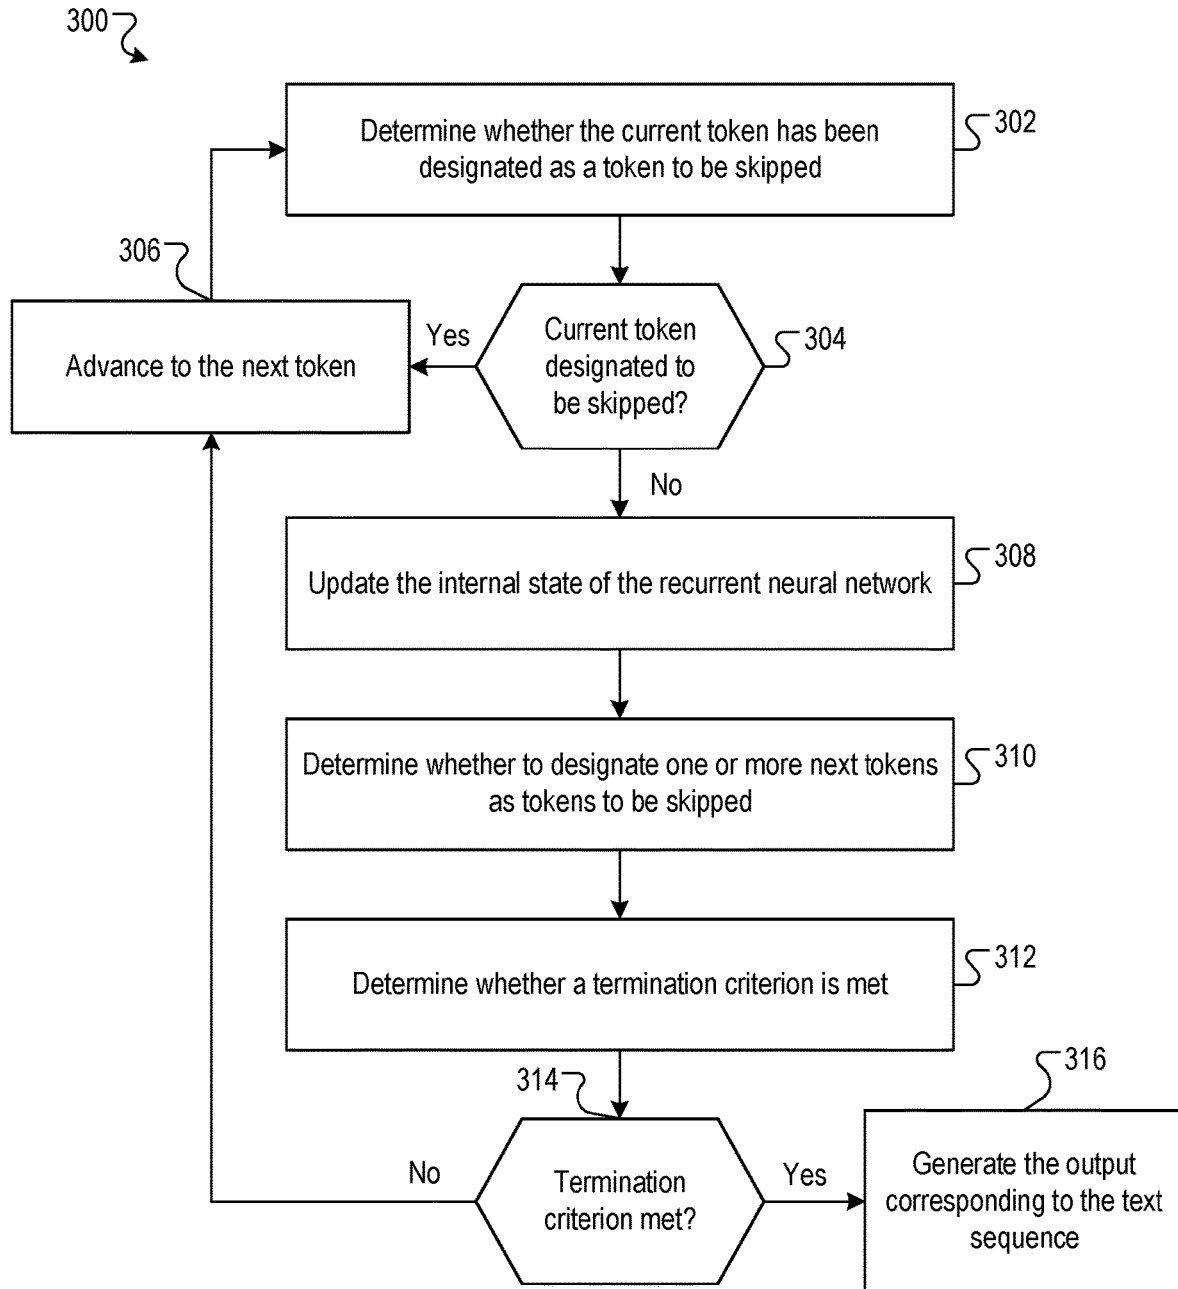 300
Determine whether the current token has been
designated as a token to be skipped
302
306
Advance to the next token
Yes
Current token
designated to
be skipped?
304
No
Update the internal state of the recurrent neural network
308
Determine whether to designate one or more next tokens
as tokens to be skipped
310
Determine whether a termination criterion is met
312
314
316
No
Termination
criterion met?
Yes
Generate the output
corresponding to the text
sequence